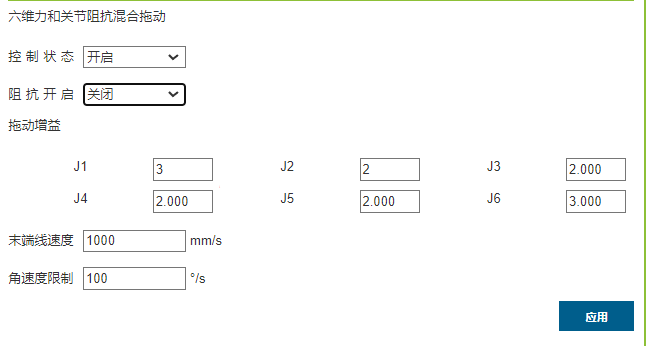 六维力和关节阻抗混合拖动
控制状态 开启
阻抗开启 关闭
拖动增益
J1 3 J2 2 J3 2.000
J4 2.000 J5 2.000 J6 3.000
末端线速度 1000 mm/s
角速度限制 100 °/s
应用